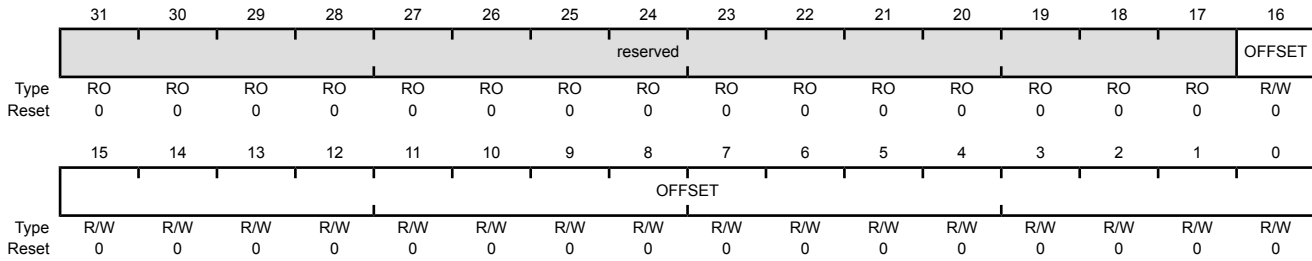 31 30 29 28 27 26 25 24 23 22 21 20 19 18 17 16
reserved OFFSET
Type RO RO RO RO RO RO RO RO RO RO RO RO RO RO RO R/W
Reset 0 0 0 0 0 0 0 0 0 0 0 0 0 0 0 0
15 14 13 12 11 10 9 8 7 6 5 4 3 2 1 0
OFFSET
Type R/W R/W R/W R/W R/W R/W R/W R/W R/W R/W R/W R/W R/W R/W R/W R/W
Reset 0 0 0 0 0 0 0 0 0 0 0 0 0 0 0 0